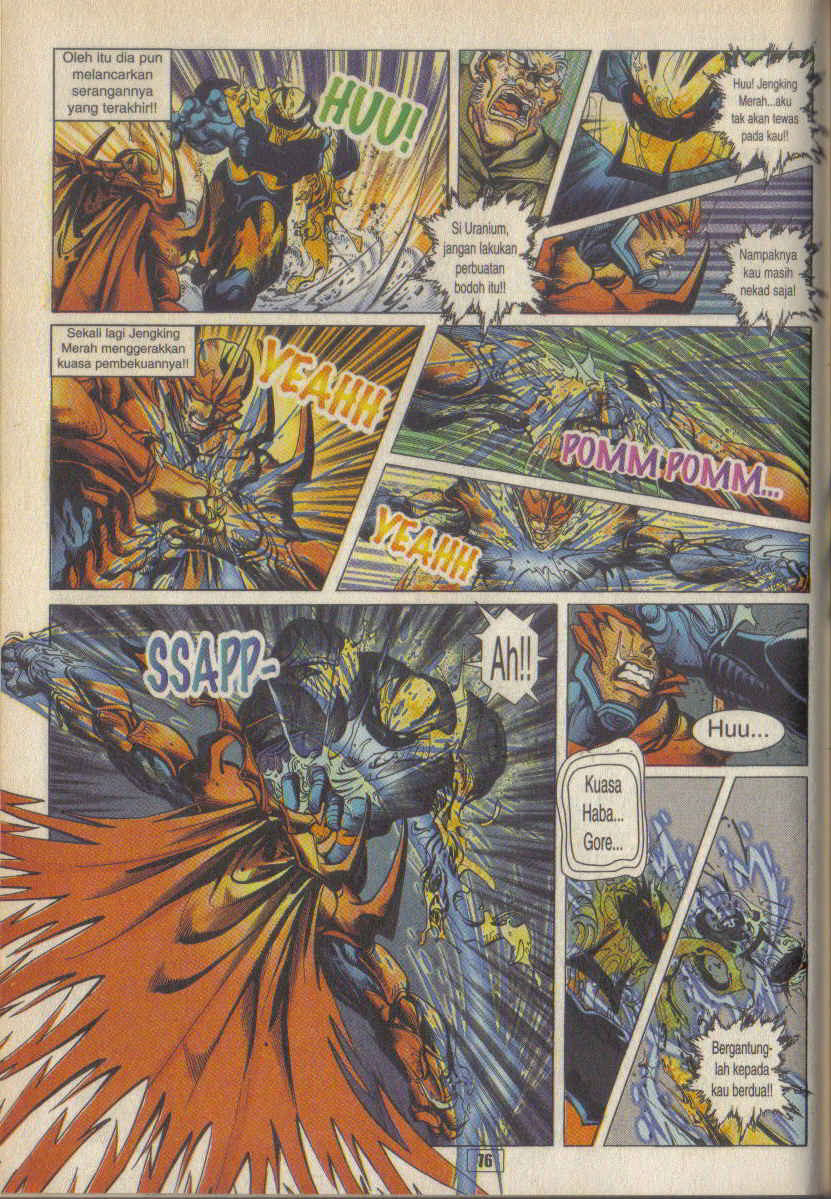 Oleh itu dia pun
melancarkan
serangannya
yang terakhir!!
HUU!
Si Uranium,
jangan lakukan
perbuatan
bodoh itu!!
Huu! Jengking
Merah...aku
tak akan tewas
pada kau!!
Nampaknya
kau masih
nekad saja!
Sekali lagi Jengking
Merah menggerakkan
kuasa pembekuannya!!
YEAHH
POMM POMM...
YEAHH
SSAPP-
Ah!!
Huu...
Kuasa
Haba...
Gore...
Bergantung-
lah kepada
kau berdua!!
76